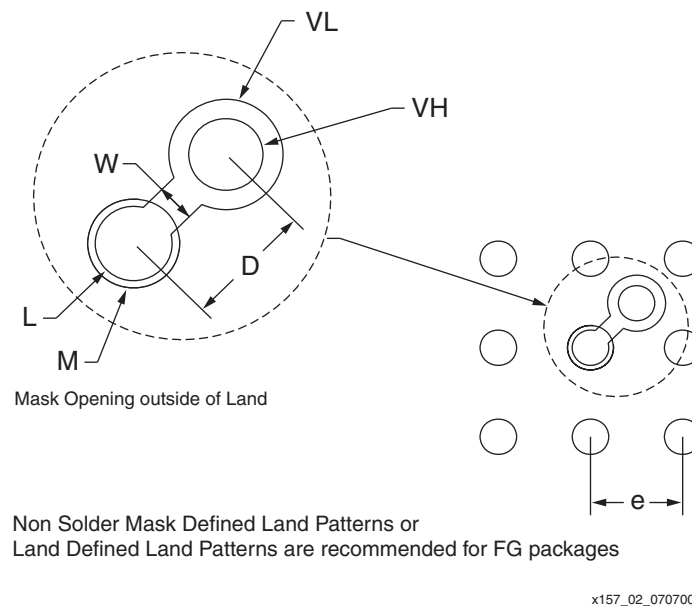 VL
VH
W
D
L
M
Mask Opening outside of Land
e
Non Solder Mask Defined Land Patterns or
Land Defined Land Patterns are recommended for FG packages
x157_02_070700